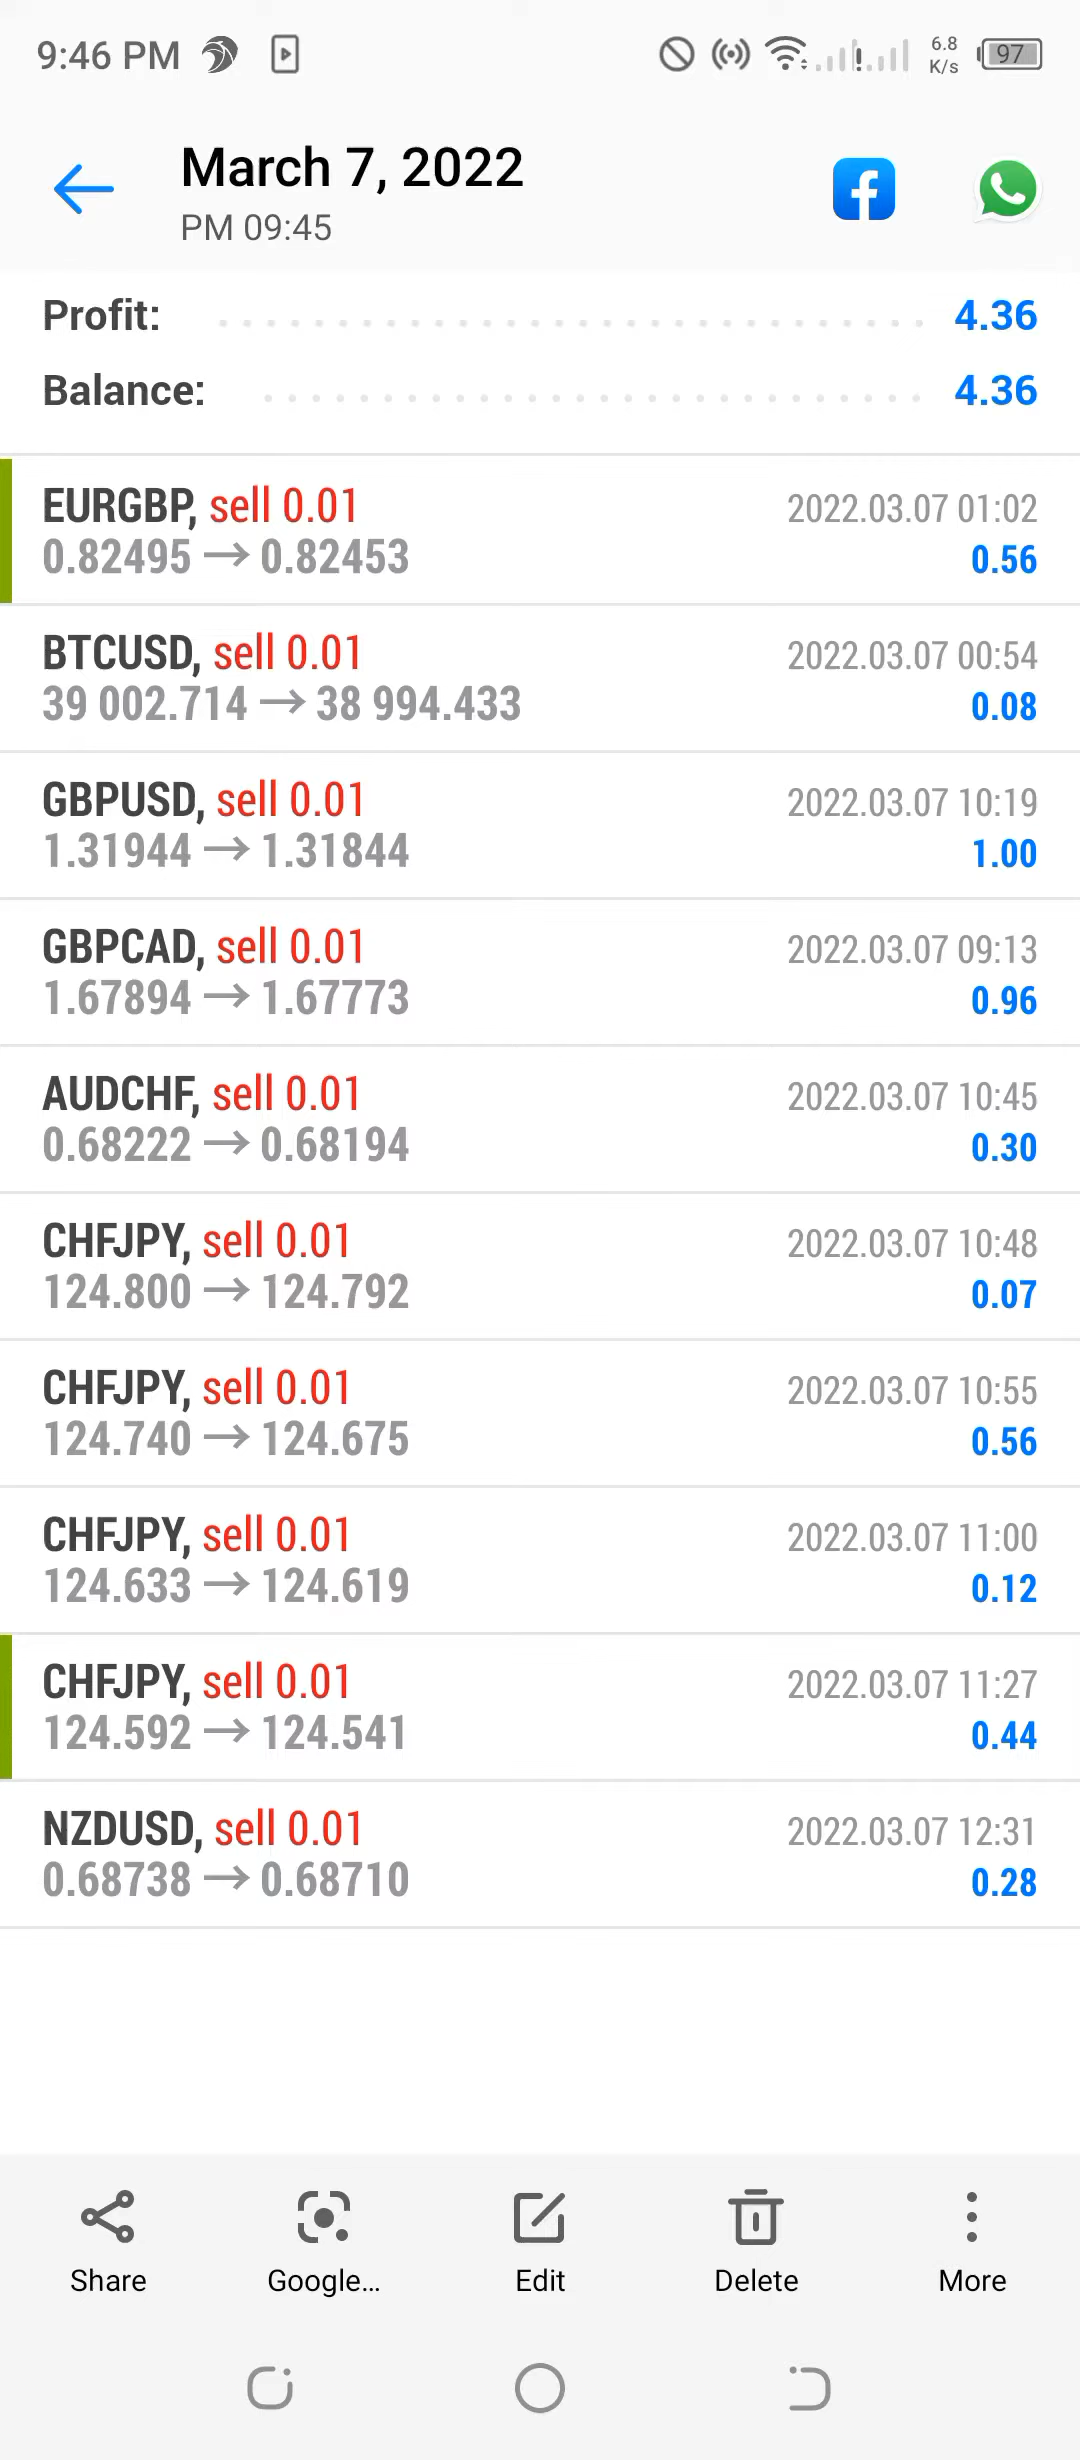 9:46 PM
6.8
K/s
97
March 7, 2022
PM 09:45
Profit: 4.36
Balance: 4.36
EURGBP, sell 0.01 2022.03.07 01:02
0.82495 → 0.82453 0.56
BTCUSD, sell 0.01 2022.03.07 00:54
39 002.714 → 38 994.433 0.08
GBPUSD, sell 0.01 2022.03.07 10:19
1.31944 → 1.31844 1.00
GBPCAD, sell 0.01 2022.03.07 09:13
1.67894 → 1.67773 0.96
AUDCHF, sell 0.01 2022.03.07 10:45
0.68222 → 0.68194 0.30
CHFJPY, sell 0.01 2022.03.07 10:48
124.800 → 124.792 0.07
CHFJPY, sell 0.01 2022.03.07 10:55
124.740 → 124.675 0.56
CHFJPY, sell 0.01 2022.03.07 11:00
124.633 → 124.619 0.12
CHFJPY, sell 0.01 2022.03.07 11:27
124.592 → 124.541 0.44
NZDUSD, sell 0.01 2022.03.07 12:31
0.68738 → 0.68710 0.28
Share Google... Edit Delete More